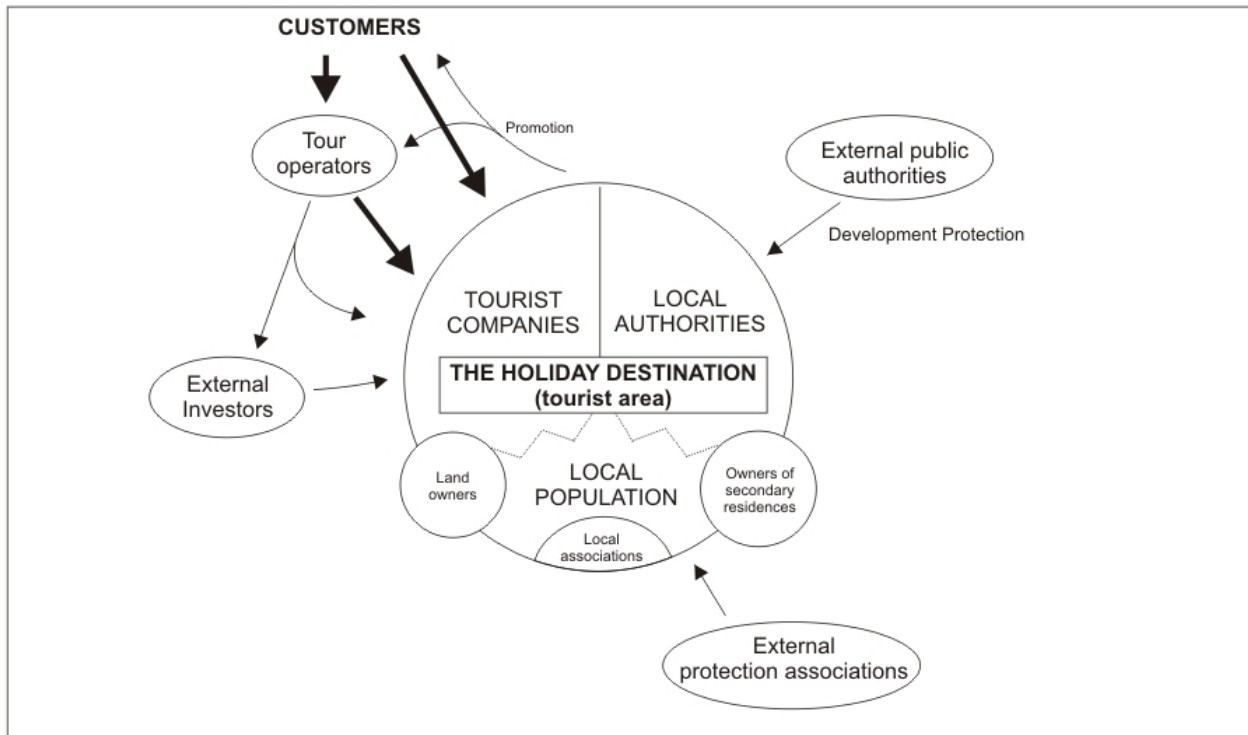 CUSTOMERS
Promotion
Tour
operators
External public
authorities
Development Protection
TOURIST
COMPANIES
LOCAL
AUTHORITIES
THE HOLIDAY DESTINATION
(tourist area)
External
Investors
Land
owners
LOCAL
POPULATION
Owners of
secondary
residences
Local
associations
External
protection associations